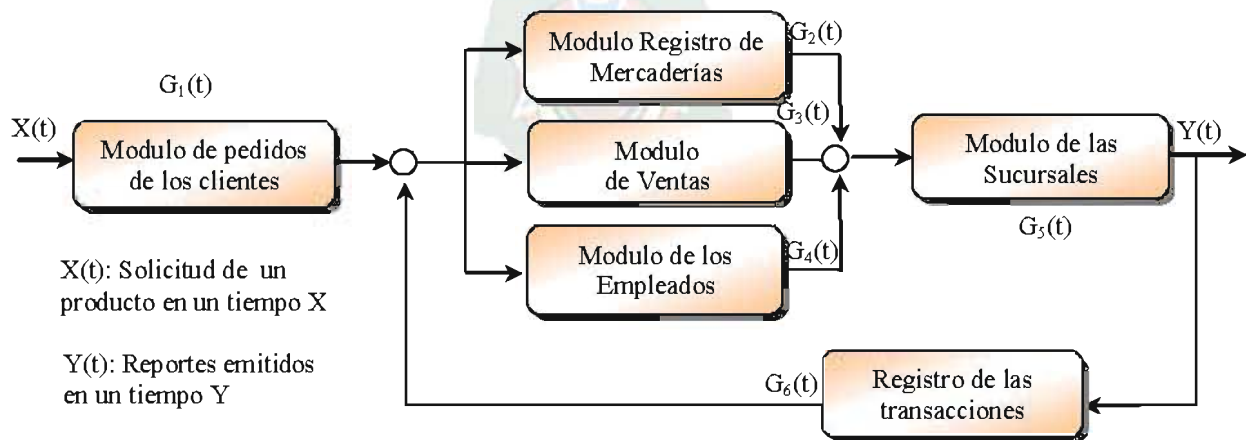 G₂(t)
Modulo Registro de
Mercaderías
G₁(t)
G₃(t)
X(t)
Y(t)
Modulo de pedidos
de los clientes
Modulo
de Ventas
Modulo de las
Sucursales
G₅(t)
G₄(t)
Modulo de los
Empleados
X(t): Solicitud de un
producto en un tiempo X
Y(t): Reportes emitidos
en un tiempo Y
G₆(t)
Registro de las
transacciones